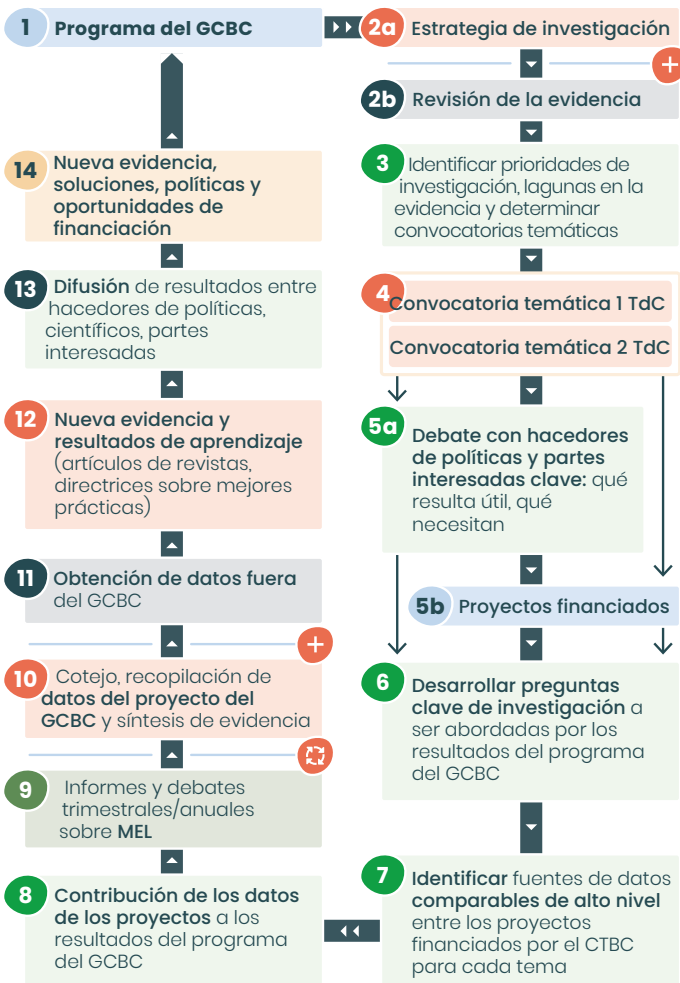 1 Programa del GCBC
2a Estrategia de investigación
+
2b Revisión de la evidencia
3 Identificar prioridades de
investigación, lagunas en la
evidencia y determinar
convocatorias temáticas
4
Convocatoria temática 1 TdC
Convocatoria temática 2 TdC
5a Debate con hacedores
de políticas y partes
interesadas clave: qué
resulta útil, qué
necesitan
5b Proyectos financiados
6 Desarrollar preguntas
clave de investigación a
ser abordadas por los
resultados del programa
del GCBC
7 Identificar fuentes de datos
comparables de alto nivel
entre los proyectos
financiados por el CTBC
para cada tema
8 Contribución de los datos
de los proyectos a los
resultados del programa
del GCBC
9 Informes y debates
trimestrales/anuales
sobre MEL
10 Cotejo, recopilación de
datos del proyecto del
GCBC y síntesis de evidencia
+
11 Obtención de datos fuera
del GCBC
12 Nueva evidencia y
resultados de aprendizaje
(artículos de revistas,
directrices sobre mejores
prácticas)
13 Difusión de resultados entre
hacedores de políticas,
científicos, partes
interesadas
14 Nueva evidencia,
soluciones, políticas y
oportunidades de
financiación